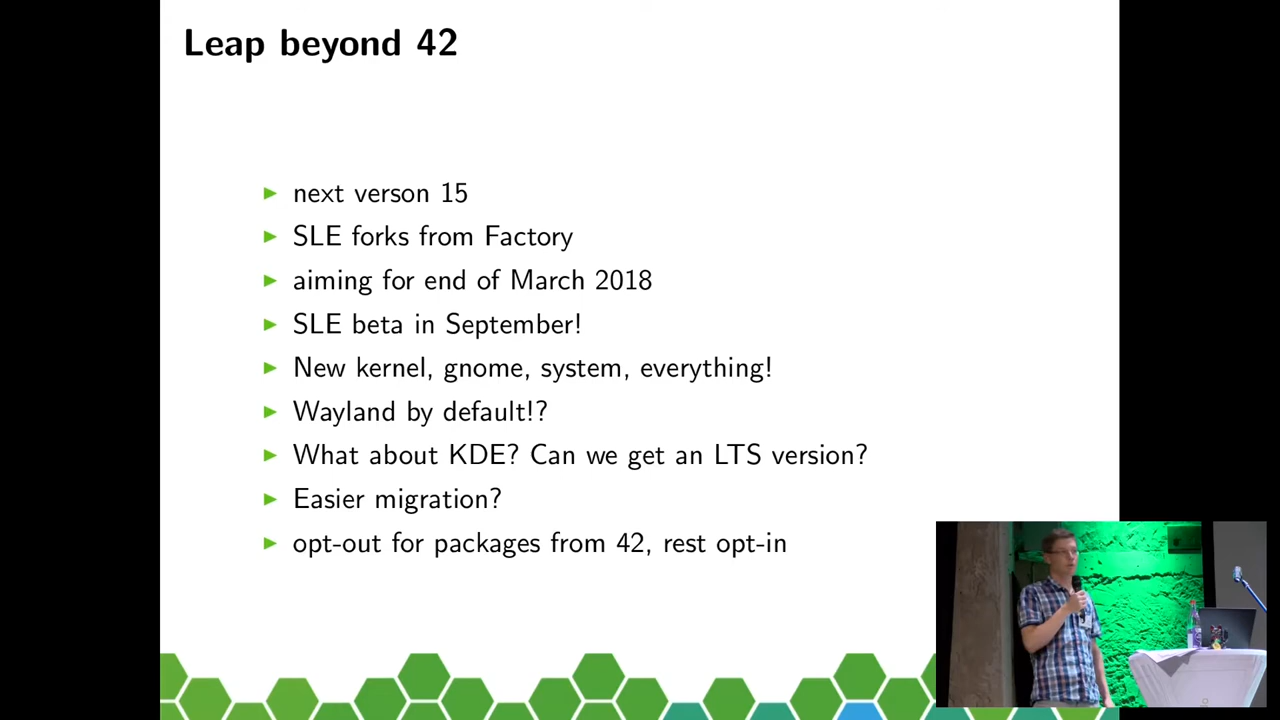 Leap beyond 42
next verson 15
SLE forks from Factory
aiming for end of March 2018
SLE beta in September!
New kernel, gnome, system, everything!
Wayland by default!?
What about KDE? Can we get an LTS version?
Easier migration?
opt-out for packages from 42, rest opt-in